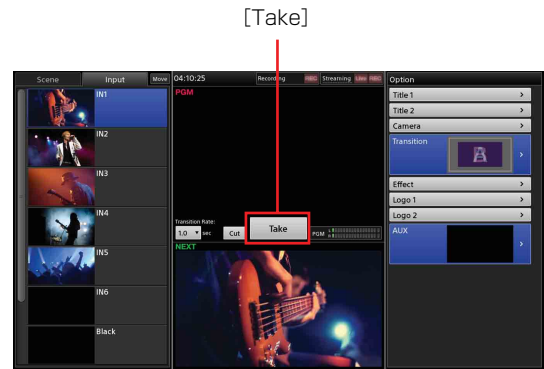 [Take]
Scene Input Move
IN1
IN2
IN3
IN4
IN5
IN6
Black
04:10:25 Recording REC Streaming Live REC
PGM
Transition Rate:
1.0 sec Cut Take PGM L R
NEXT
Option
Title 1
Title 2
Camera
Transition
B A
Effect
Logo 1
Logo 2
AUX